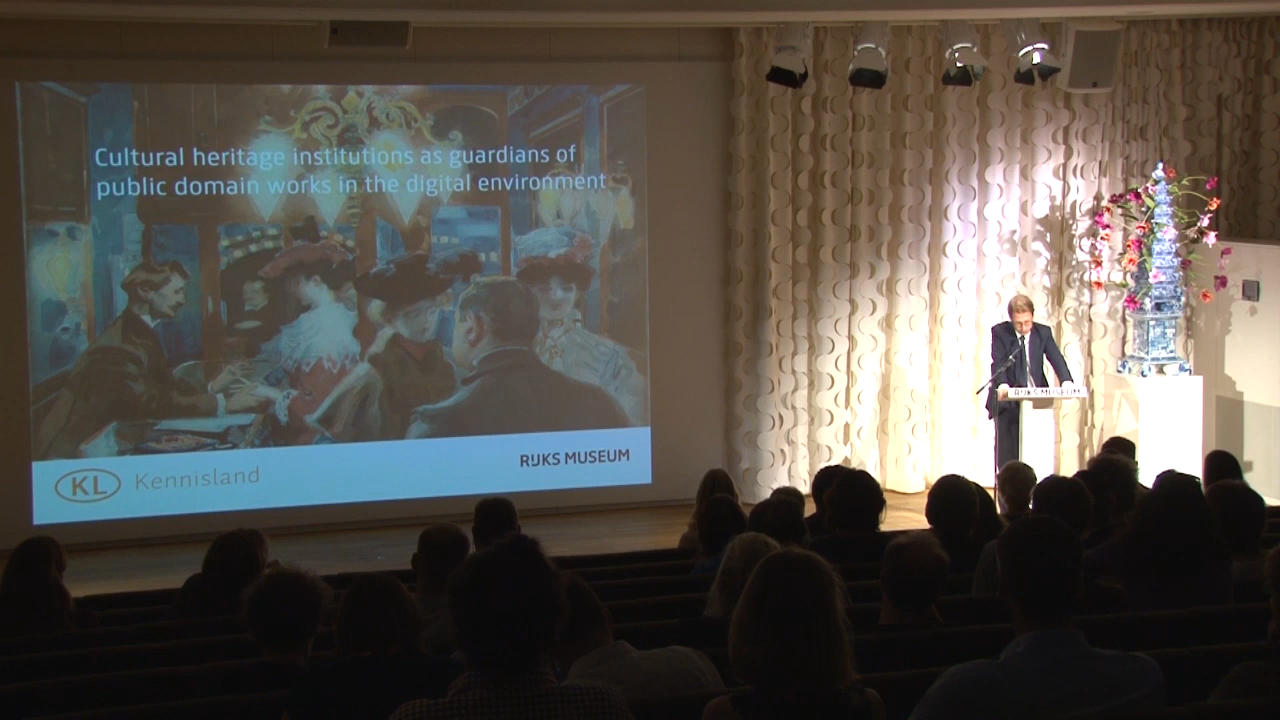 Cultural heritage institutions as guardians of
public domain works in the digital environment
KL Kennisland
RIJKS MUSEUM
RIJKS MUSEUM